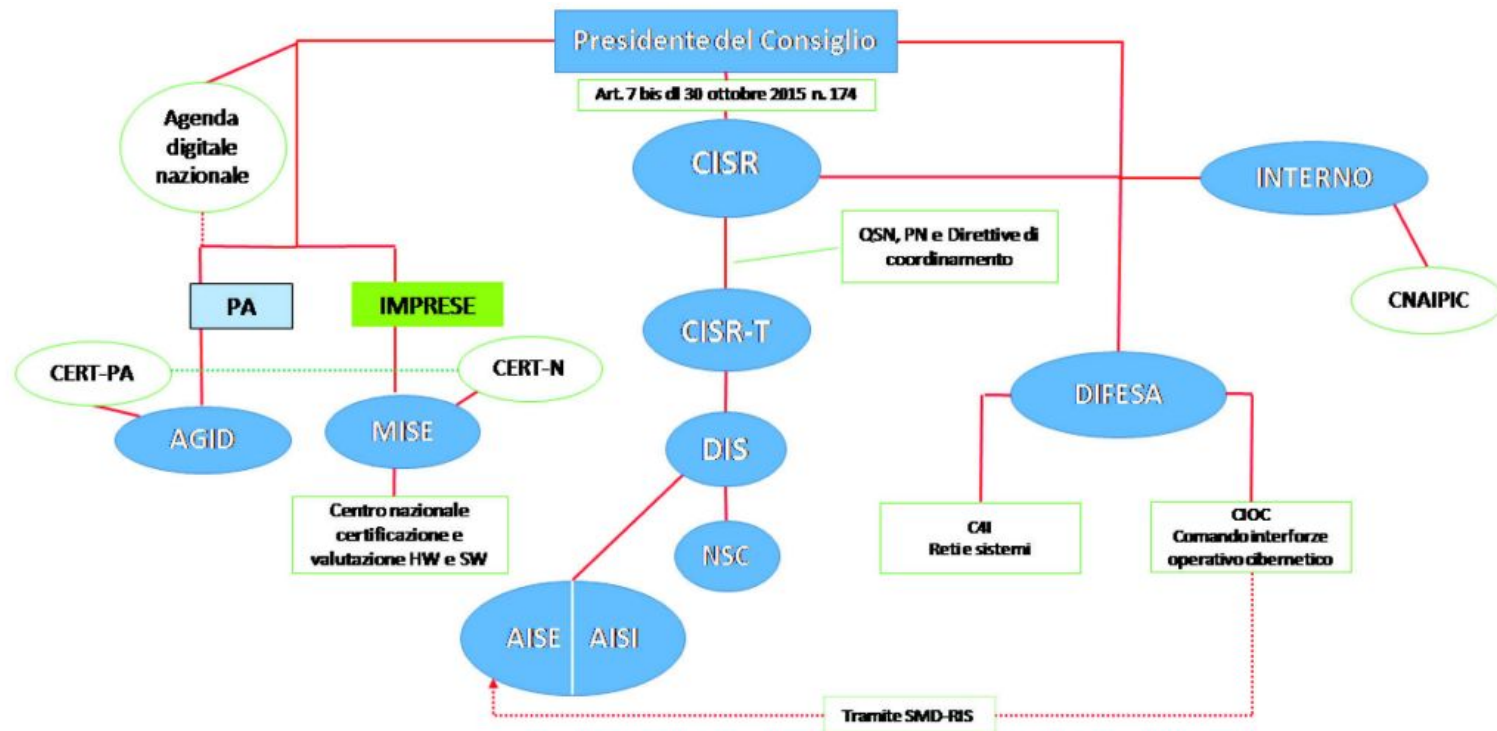 Presidente del Consiglio
Art. 7 bis dl 30 ottobre 2015 n. 174
Agenda
digitale
nazionale
CISR
INTERNO
QSN, PN e Direttive di
coordinamento
CNAIPIC
PA
IMPRESE
CISR-T
CERT-PA
CERT-N
DIFESA
AGID
MISE
DIS
Centro nazionale
certificazione e
valutazione HW e SW
NSC
C4I
Reti e sistemi
CIOC
Comando interforze
operativo cibernetico
AISE
AISI
Tramite SMD-RIS